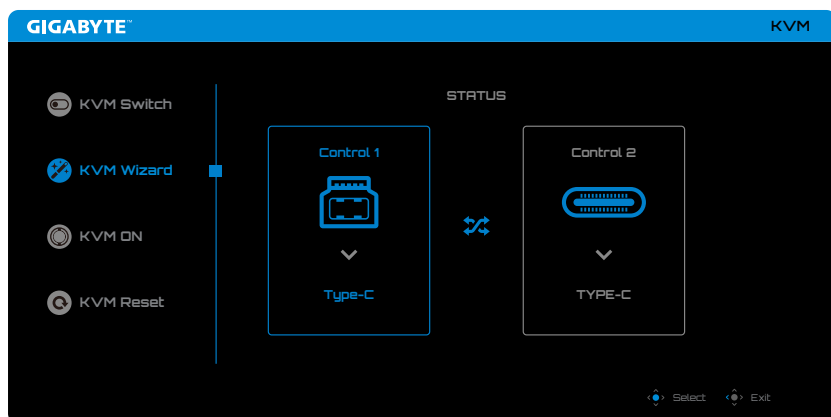 GIGABYTE™
KVM
KVM Switch
KVM Wizard
KVM ON
KVM Reset
STATUS
Control 1
Type-C
Control 2
TYPE-C
Select
Exit